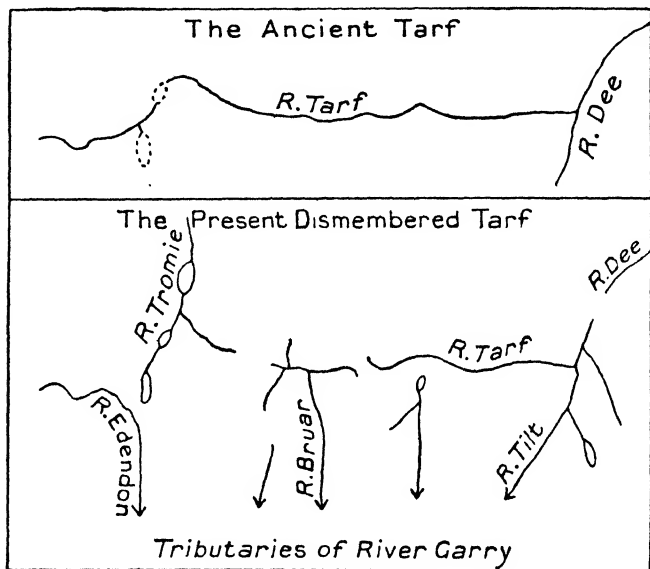 The Ancient Tarf
R. Tarf
R. Dee
The Present Dismembered Tarf
R. Tromie
R. Dee
R. Tarf
R. Edendon
R. Bruar
R. Tilt
Tributaries of River Garry